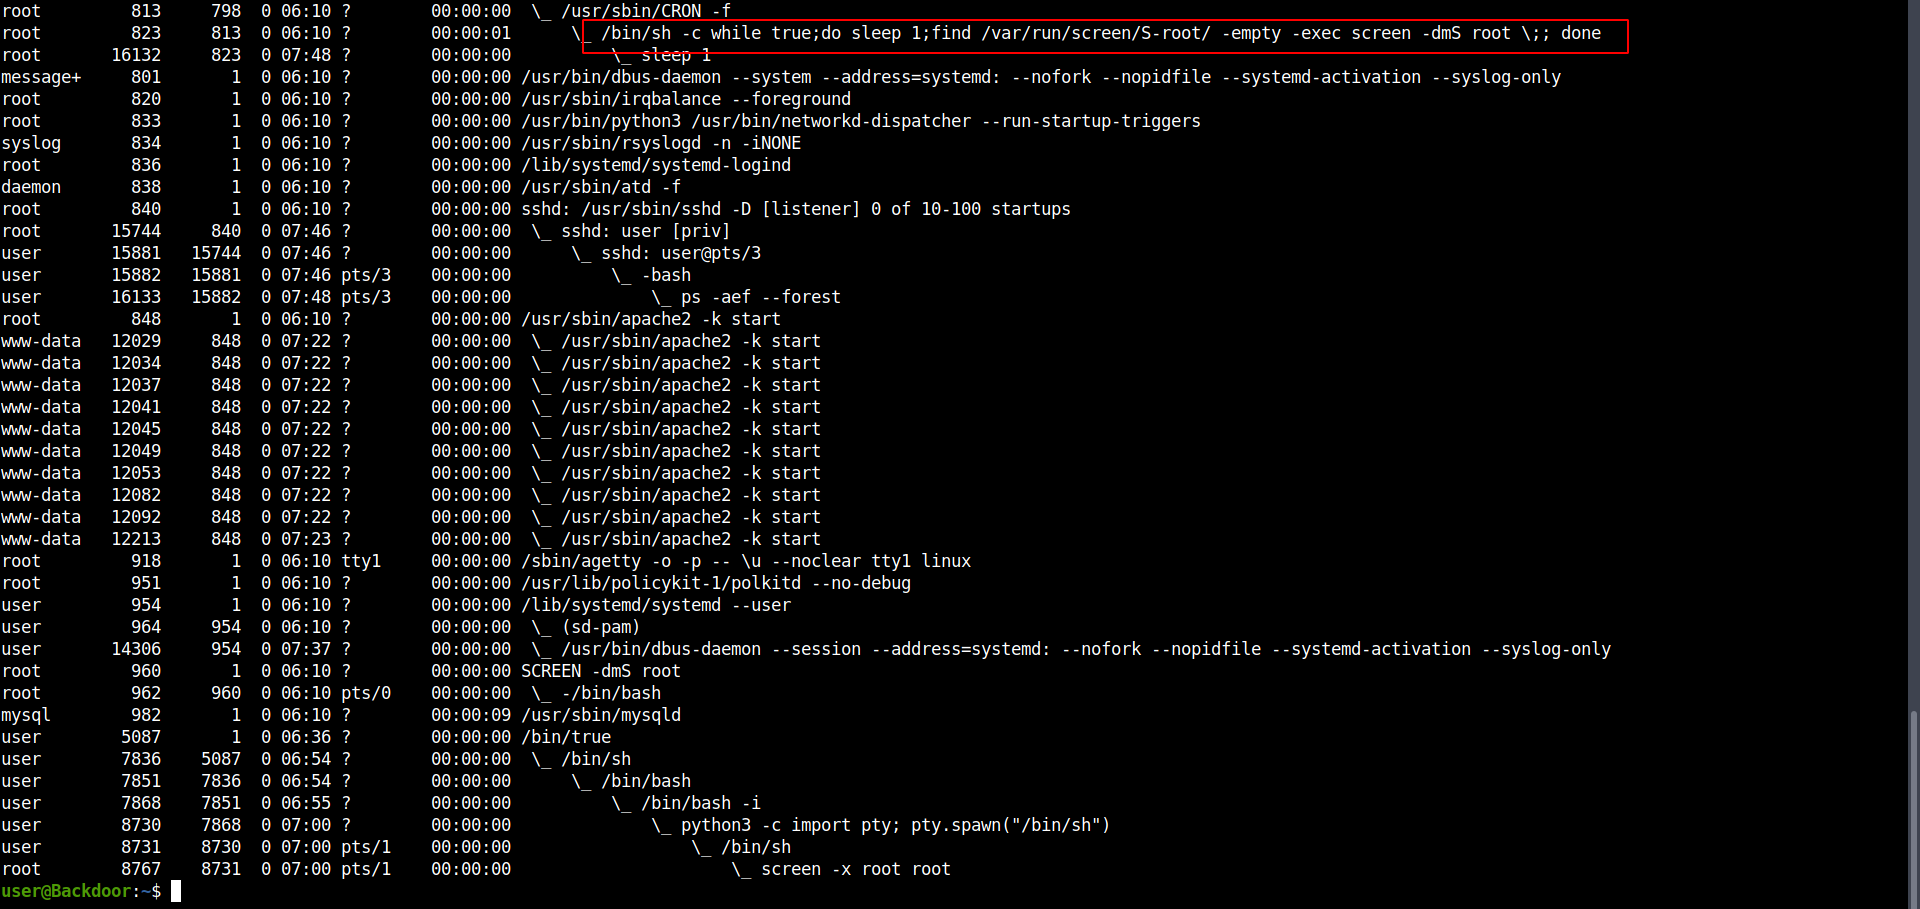 root         813     798  0 06:10 ?        00:00:00  \_ /usr/sbin/CRON -f
root         823     813  0 06:10 ?        00:00:01      \_ /bin/sh -c while true;do sleep 1;find /var/run/screen/S-root/ -empty -exec screen -dmS root \;; done
root       16132     823  0 07:48 ?        00:00:00          \_ sleep 1
message+     801       1  0 06:10 ?        00:00:00 /usr/bin/dbus-daemon --system --address=systemd: --nofork --nopidfile --systemd-activation --syslog-only
root         820       1  0 06:10 ?        00:00:00 /usr/sbin/irqbalance --foreground
root         833       1  0 06:10 ?        00:00:00 /usr/bin/python3 /usr/bin/networkd-dispatcher --run-startup-triggers
syslog       834       1  0 06:10 ?        00:00:00 /usr/sbin/rsyslogd -n -iNONE
root         836       1  0 06:10 ?        00:00:00 /lib/systemd/systemd-logind
daemon       838       1  0 06:10 ?        00:00:00 /usr/sbin/atd -f
root         840       1  0 06:10 ?        00:00:00 sshd: /usr/sbin/sshd -D [listener] 0 of 10-100 startups
root       15744     840  0 07:46 ?        00:00:00  \_ sshd: user [priv]
user       15881   15744  0 07:46 ?        00:00:00      \_ sshd: user@pts/3
user       15882   15881  0 07:46 pts/3    00:00:00          \_ -bash
user       16133   15882  0 07:48 pts/3    00:00:00              \_ ps -aef --forest
root         848       1  0 06:10 ?        00:00:00 /usr/sbin/apache2 -k start
www-data   12029     848  0 07:22 ?        00:00:00  \_ /usr/sbin/apache2 -k start
www-data   12034     848  0 07:22 ?        00:00:00  \_ /usr/sbin/apache2 -k start
www-data   12037     848  0 07:22 ?        00:00:00  \_ /usr/sbin/apache2 -k start
www-data   12041     848  0 07:22 ?        00:00:00  \_ /usr/sbin/apache2 -k start
www-data   12045     848  0 07:22 ?        00:00:00  \_ /usr/sbin/apache2 -k start
www-data   12049     848  0 07:22 ?        00:00:00  \_ /usr/sbin/apache2 -k start
www-data   12053     848  0 07:22 ?        00:00:00  \_ /usr/sbin/apache2 -k start
www-data   12082     848  0 07:22 ?        00:00:00  \_ /usr/sbin/apache2 -k start
www-data   12092     848  0 07:22 ?        00:00:00  \_ /usr/sbin/apache2 -k start
www-data   12213     848  0 07:23 ?        00:00:00  \_ /usr/sbin/apache2 -k start
root         918       1  0 06:10 tty1     00:00:00 /sbin/agetty -o -p -- \u --noclear tty1 linux
root         951       1  0 06:10 ?        00:00:00 /usr/lib/policykit-1/polkitd --no-debug
user         954       1  0 06:10 ?        00:00:00 /lib/systemd/systemd --user
user         964     954  0 06:10 ?        00:00:00  \_ (sd-pam)
user       14306     954  0 07:37 ?        00:00:00  \_ /usr/bin/dbus-daemon --session --address=systemd: --nofork --nopidfile --systemd-activation --syslog-only
root         960       1  0 06:10 ?        00:00:00 SCREEN -dmS root
root         962     960  0 06:10 pts/0    00:00:00  \_ -/bin/bash
mysql        982       1  0 06:10 ?        00:00:09 /usr/sbin/mysqld
user        5087       1  0 06:36 ?        00:00:00 /bin/true
user        7836    5087  0 06:54 ?        00:00:00  \_ /bin/sh
user        7851    7836  0 06:54 ?        00:00:00      \_ /bin/bash
user        7868    7851  0 06:55 ?        00:00:00          \_ /bin/bash -i
user        8730    7868  0 07:00 ?        00:00:00              \_ python3 -c import pty; pty.spawn("/bin/sh")
user        8731    8730  0 07:00 pts/1    00:00:00                  \_ /bin/sh
root        8767    8731  0 07:00 pts/1    00:00:00                      \_ screen -x root root
user@Backdoor:~$